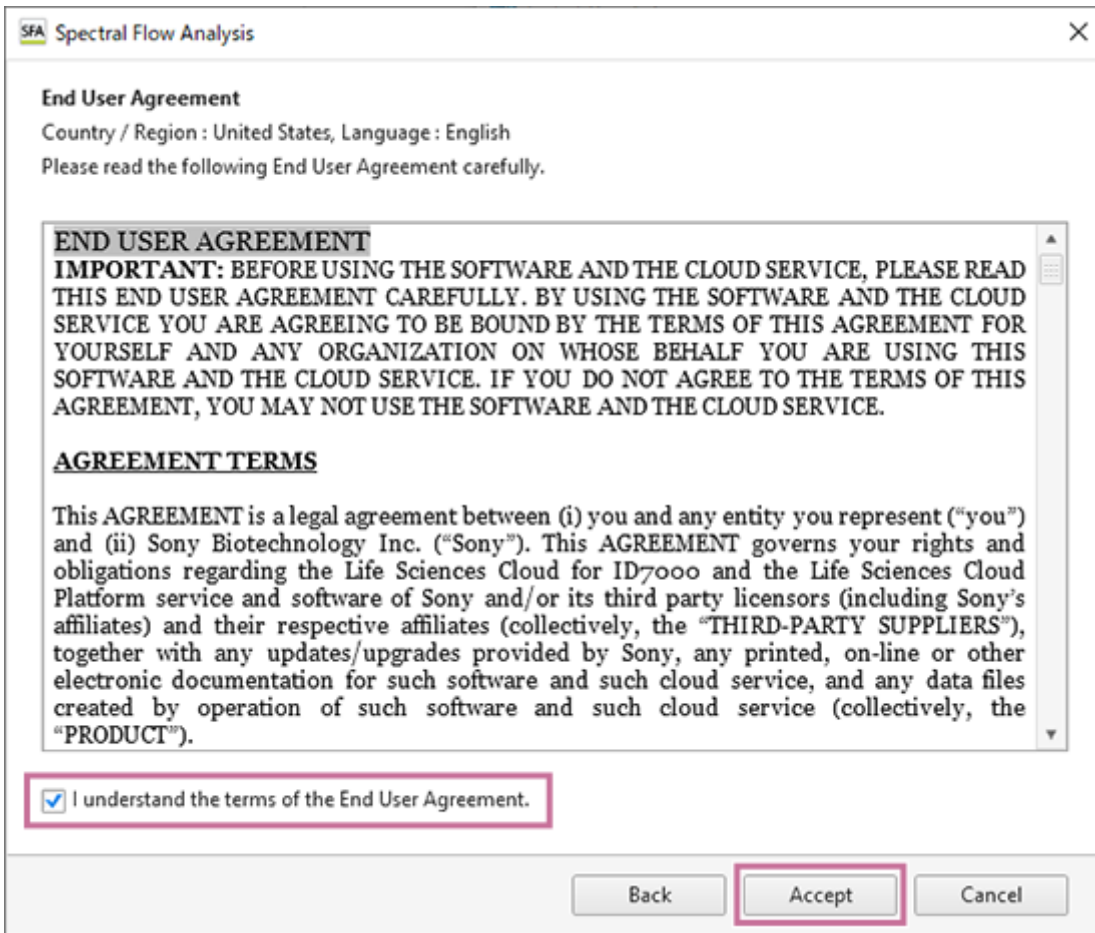 SFA Spectral Flow Analysis
End User Agreement
Country / Region : United States, Language : English
Please read the following End User Agreement carefully.
END USER AGREEMENT
IMPORTANT: BEFORE USING THE SOFTWARE AND THE CLOUD SERVICE, PLEASE READ
THIS END USER AGREEMENT CAREFULLY. BY USING THE SOFTWARE AND THE CLOUD
SERVICE YOU ARE AGREEING TO BE BOUND BY THE TERMS OF THIS AGREEMENT FOR
YOURSELF AND ANY ORGANIZATION ON WHOSE BEHALF YOU ARE USING THIS
SOFTWARE AND THE CLOUD SERVICE. IF YOU DO NOT AGREE TO THE TERMS OF THIS
AGREEMENT, YOU MAY NOT USE THE SOFTWARE AND THE CLOUD SERVICE.
AGREEMENT TERMS
This AGREEMENT is a legal agreement between (i) you and any entity you represent (“you”)
and (ii) Sony Biotechnology Inc. (“Sony”). This AGREEMENT governs your rights and
obligations regarding the Life Sciences Cloud for ID7000 and the Life Sciences Cloud
Platform service and software of Sony and/or its third party licensors (including Sony’s
affiliates) and their respective affiliates (collectively, the “THIRD-PARTY SUPPLIERS”),
together with any updates/upgrades provided by Sony, any printed, on-line or other
electronic documentation for such software and such cloud service, and any data files
created by operation of such software and such cloud service (collectively, the
“PRODUCT”).
I understand the terms of the End User Agreement.
Back Accept Cancel